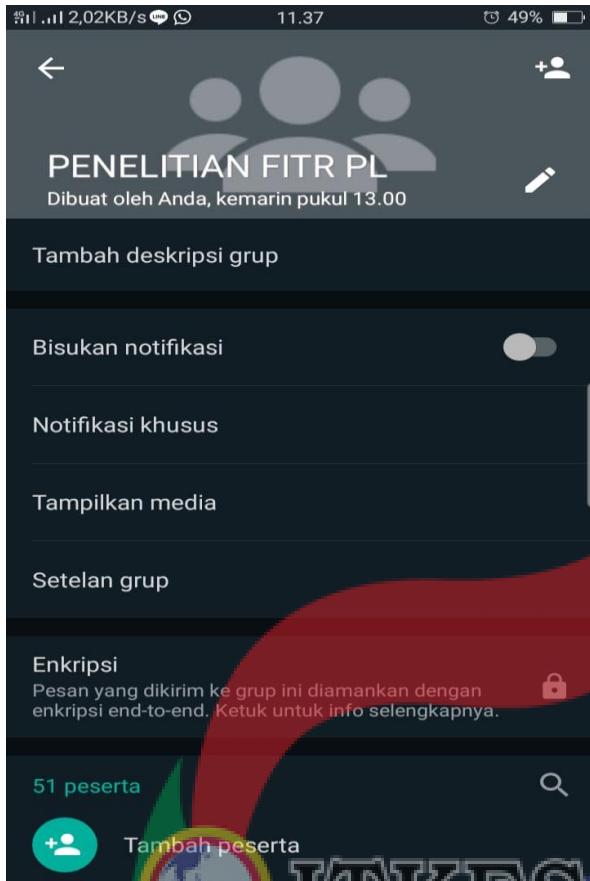 4G 2,02KB/s 11.37 49%
PENELITIAN FITR PL
Dibuat oleh Anda, kemarin pukul 13.00
Tambah deskripsi grup
Bisukan notifikasi
Notifikasi khusus
Tampilkan media
Setelan grup
Enkripsi
Pesan yang dikirim ke grup ini diamankan dengan
enkripsi end-to-end. Ketuk untuk info selengkapnya.
51 peserta
Tambah peserta